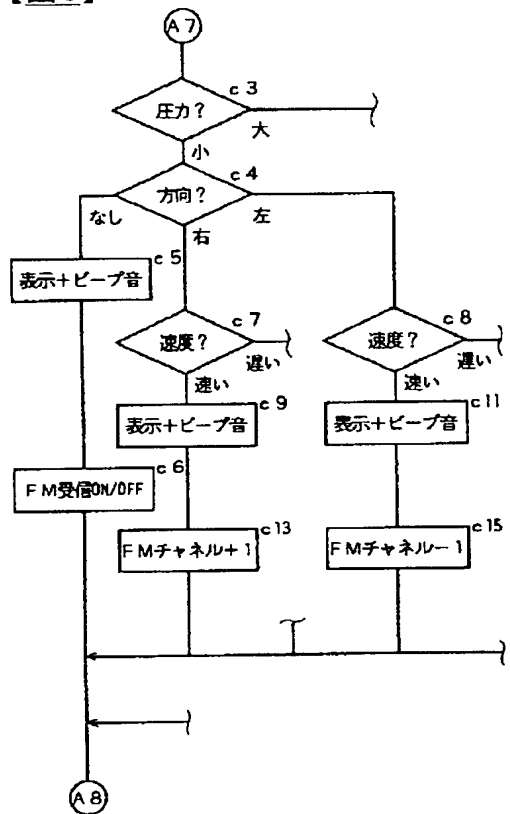 A7
c3
圧力?
大
小
c4
方向?
なし
左
右
c5
表示+ビープ音
c7
速度?
遅い
速い
c8
速度?
遅い
速い
c9
表示+ビープ音
c11
表示+ビープ音
c6
FM受信ON/OFF
c13
FMチャネル+1
c15
FMチャネル-1
A8